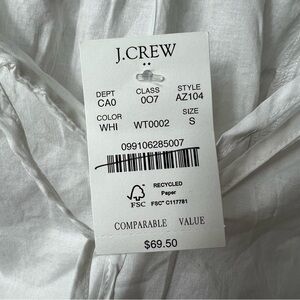 J.CREW
DEPT CLASS STYLE
CA0 007 AZ104
COLOR SIZE
WHI WT0002 S
099106285007
RECYCLED
Paper
FSC FSC® C117781
COMPARABLE VALUE
$69.50